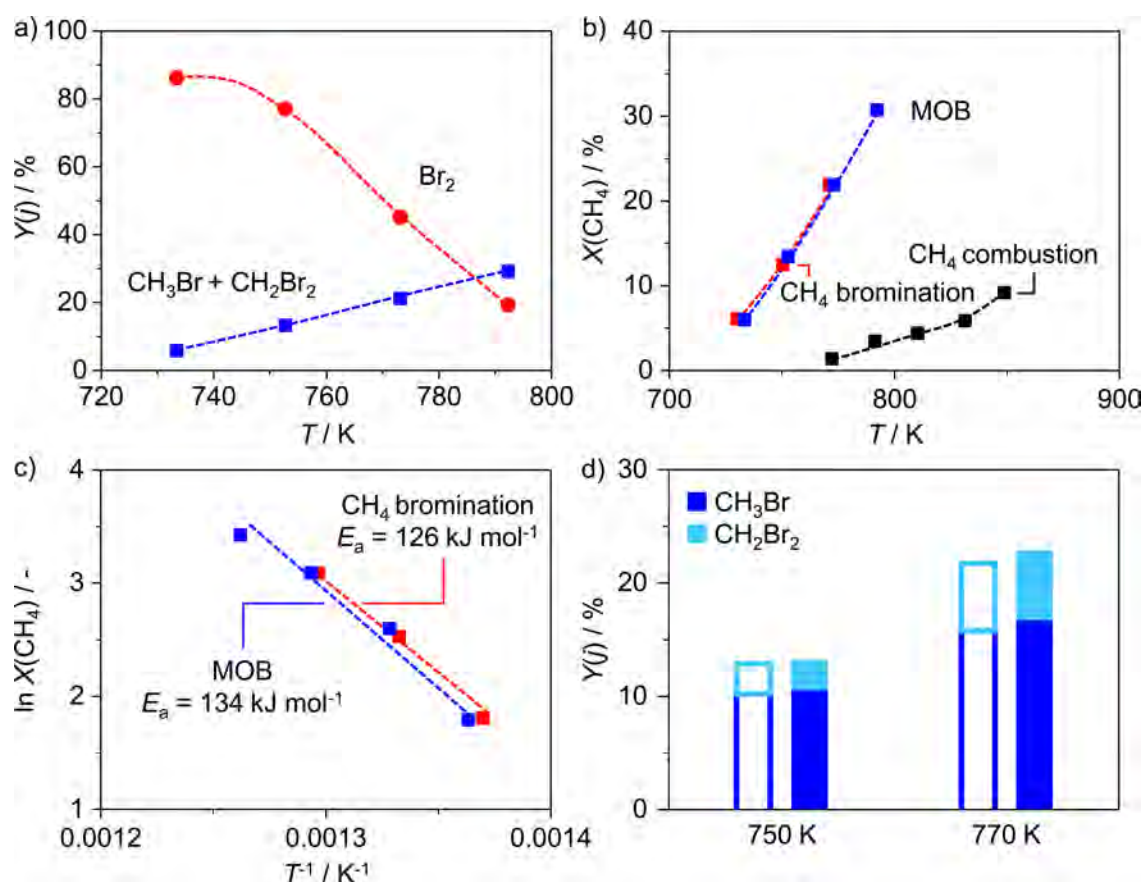 a)
100
80
60
40
20
0
Y(j) / %
Br₂
CH₃Br + CH₂Br₂
720
740
760
780
800
T / K
b)
40
30
20
10
0
X(CH₄) / %
MOB
CH₄ combustion
CH₄ bromination
700
800
900
T / K
c)
4
3
2
1
ln X(CH₄) / -
CH₄ bromination
Eₐ = 126 kJ mol⁻¹
MOB
Eₐ = 134 kJ mol⁻¹
0.0012
0.0013
0.0014
T⁻¹ / K⁻¹
d)
30
20
10
0
Y(j) / %
CH₃Br
CH₂Br₂
750 K
770 K